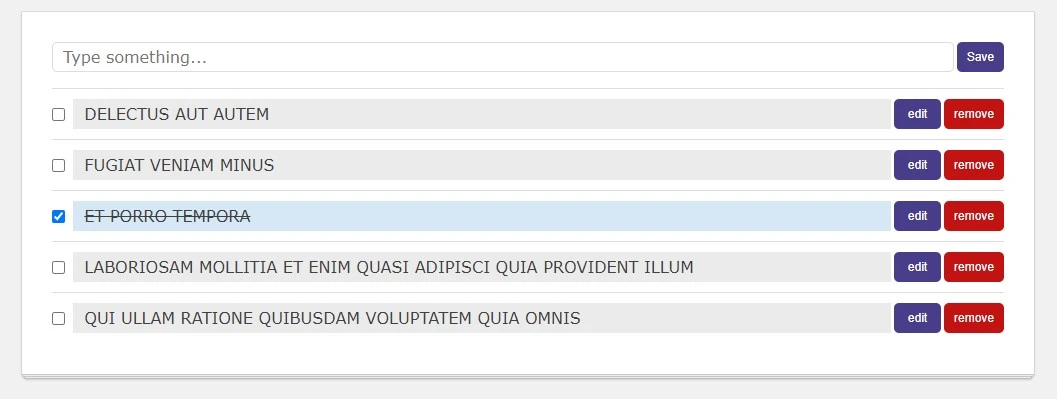 Type something... Save
DELECTUS AUT AUTEM edit remove
FUGIAT VENIAM MINUS edit remove
ET PORRO TEMPORA edit remove
LABORIOSAM MOLLITIA ET ENIM QUASI ADIPISCI QUIA PROVIDENT ILLUM edit remove
QUI ULLAM RATIONE QUIBUSDAM VOLUPTATEM QUIA OMNIS edit remove